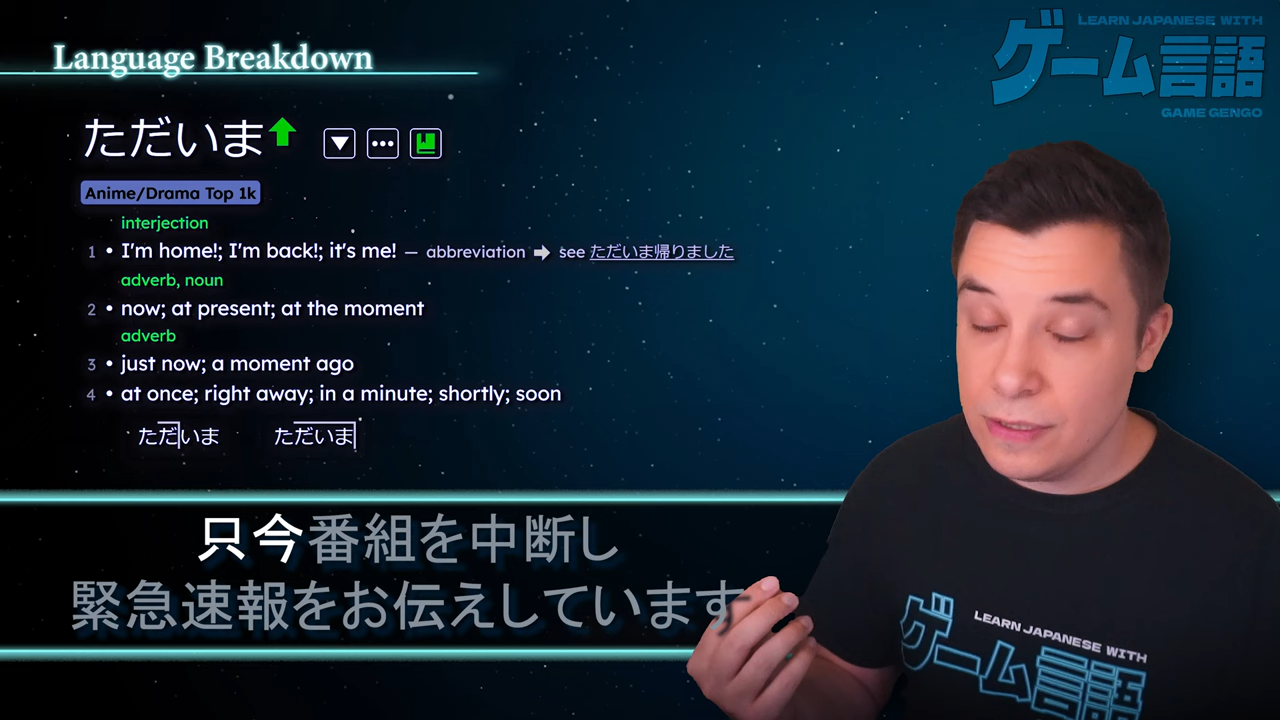 Language Breakdown
LEARN JAPANESE WITH
ゲーム言語
GAME GENGO
ただいま
Anime/Drama Top 1k
interjection
1 • I'm home!; I'm back!; it's me! — abbreviation ➡ see ただいま帰りました
adverb, noun
2 • now; at present; at the moment
adverb
3 • just now; a moment ago
4 • at once; right away; in a minute; shortly; soon
ただいま ただいま
只今番組を中断し
緊急速報をお伝えしています
LEARN JAPANESE WITH
ゲーム言語